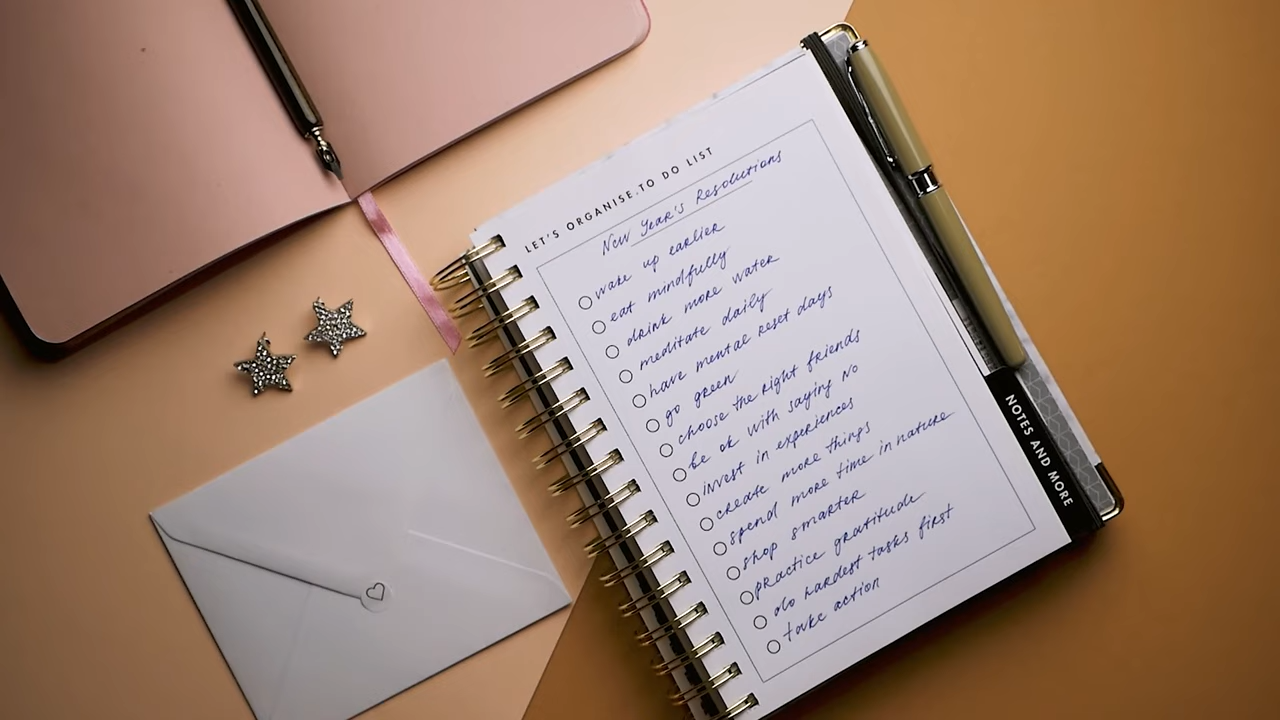 LET'S ORGANISE.TO DO LIST
New Year's Resolutions
wake up earlier
eat mindfully
drink more water
meditate daily
have mental reset days
go green
choose the right friends
be ok with saying No
invest in experiences
create more things
spend more time in nature
shop smarter
practice gratitude
do hardest tasks first
take action
NOTES AND MORE